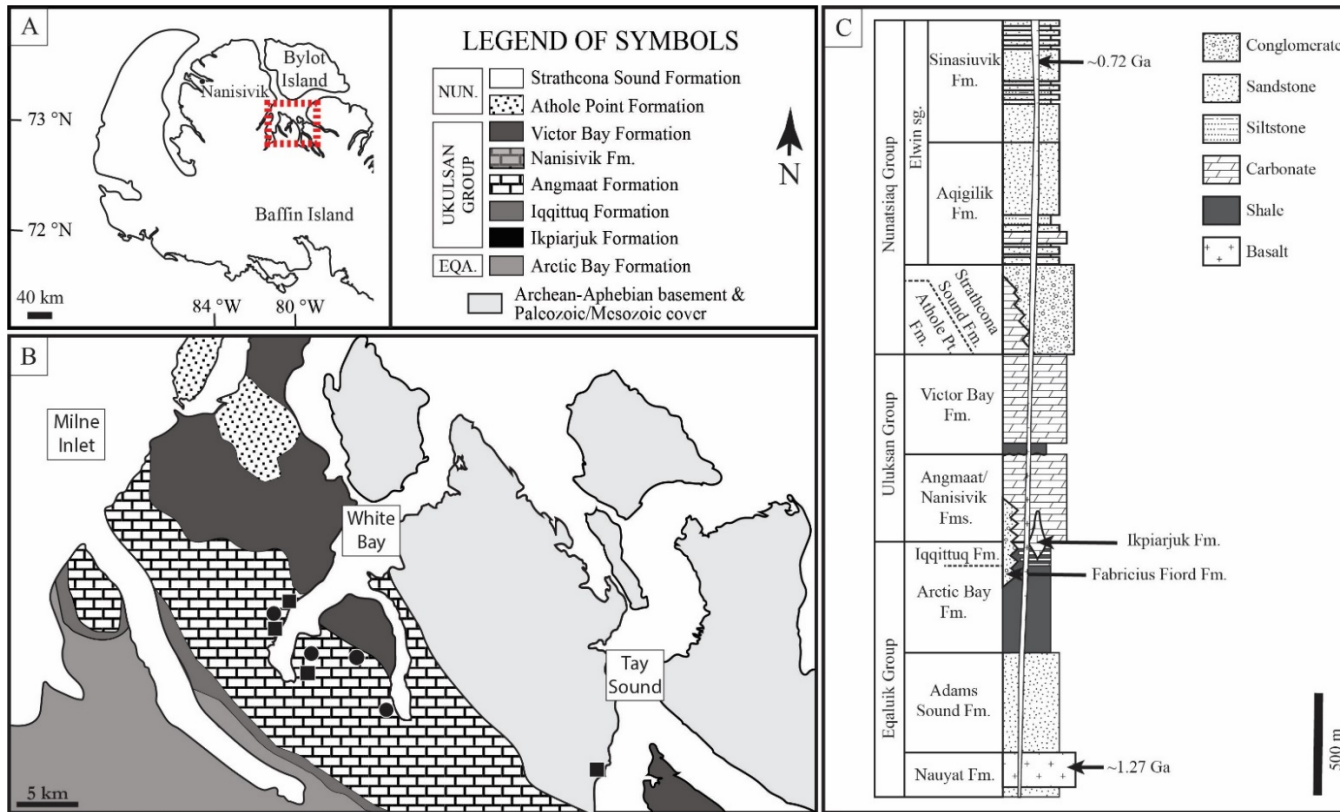 A
Bylot
Island
Nanisivik
73 °N
Baffin Island
72 °N
40 km
84 °W
80 °W
LEGEND OF SYMBOLS
NUN.
Strathcona Sound Formation
Athole Point Formation
UKULSAN
GROUP
Victor Bay Formation
Nanisivik Fm.
Angmaat Formation
Iqqittuq Formation
Ikpiarjuk Formation
EQA.
Arctic Bay Formation
Archean-Aphebian basement &
Paleozoic/Mesozoic cover
N
B
Milne
Inlet
White
Bay
Tay
Sound
5 km
C
Nunatsiaq Group
Elwin sg.
Sinasiuvik
Fm.
~0.72 Ga
Aqigilik
Fm.
Strathcona
Sound Fm.
Athole Pt.
Fm.
Uluksan Group
Victor Bay
Fm.
Angmaat/
Nanisivik
Fms.
Ikpiarjuk Fm.
Eqaluik Group
Iqqittuq Fm.
Fabricius Fiord Fm.
Arctic Bay
Fm.
Adams
Sound Fm.
Nauyat Fm.
~1.27 Ga
Conglomerate
Sandstone
Siltstone
Carbonate
Shale
Basalt
500 m